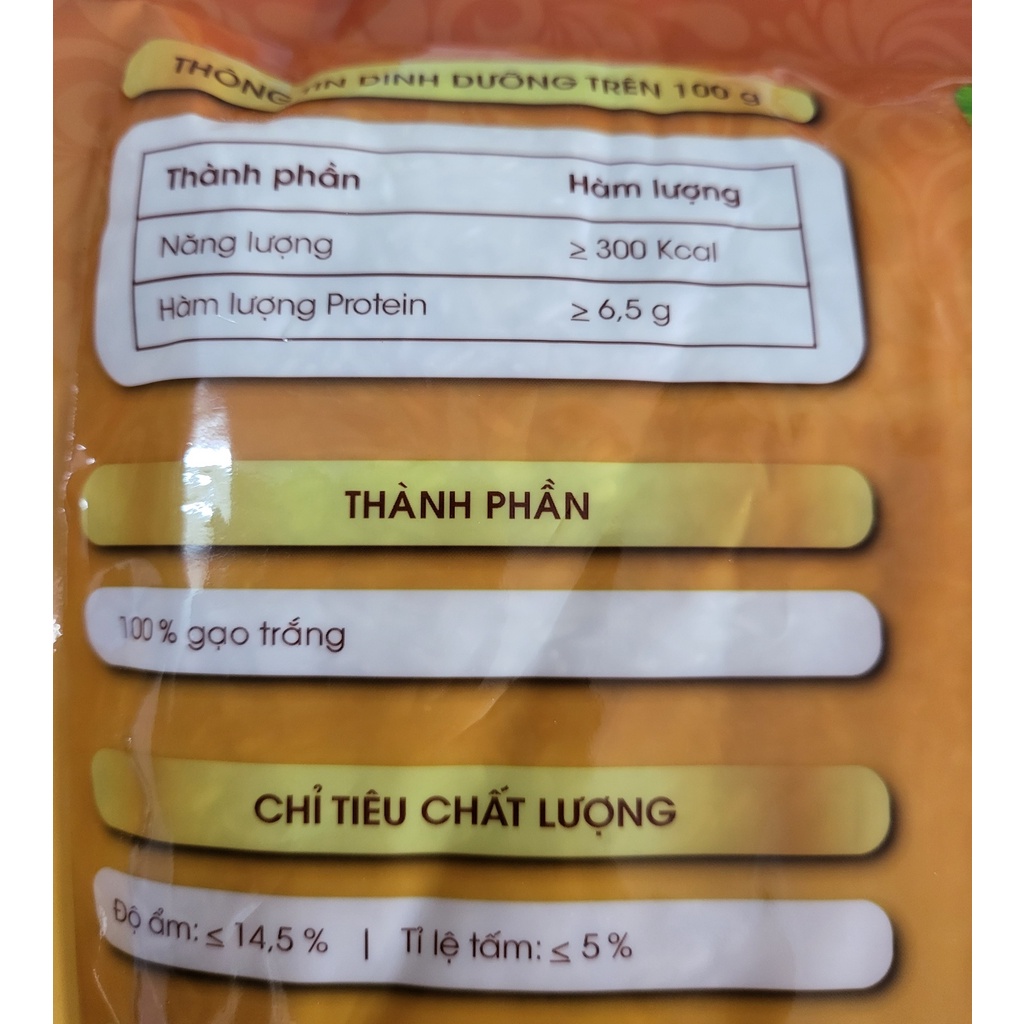 THÔNG TIN DINH DƯỠNG TRÊN 100 g
Thành phần Hàm lượng
Năng lượng ≥ 300 Kcal
Hàm lượng Protein ≥ 6,5 g
THÀNH PHẦN
100 % gạo trắng
CHỈ TIÊU CHẤT LƯỢNG
Độ ẩm: ≤ 14,5 % | Tỉ lệ tấm: ≤ 5 %